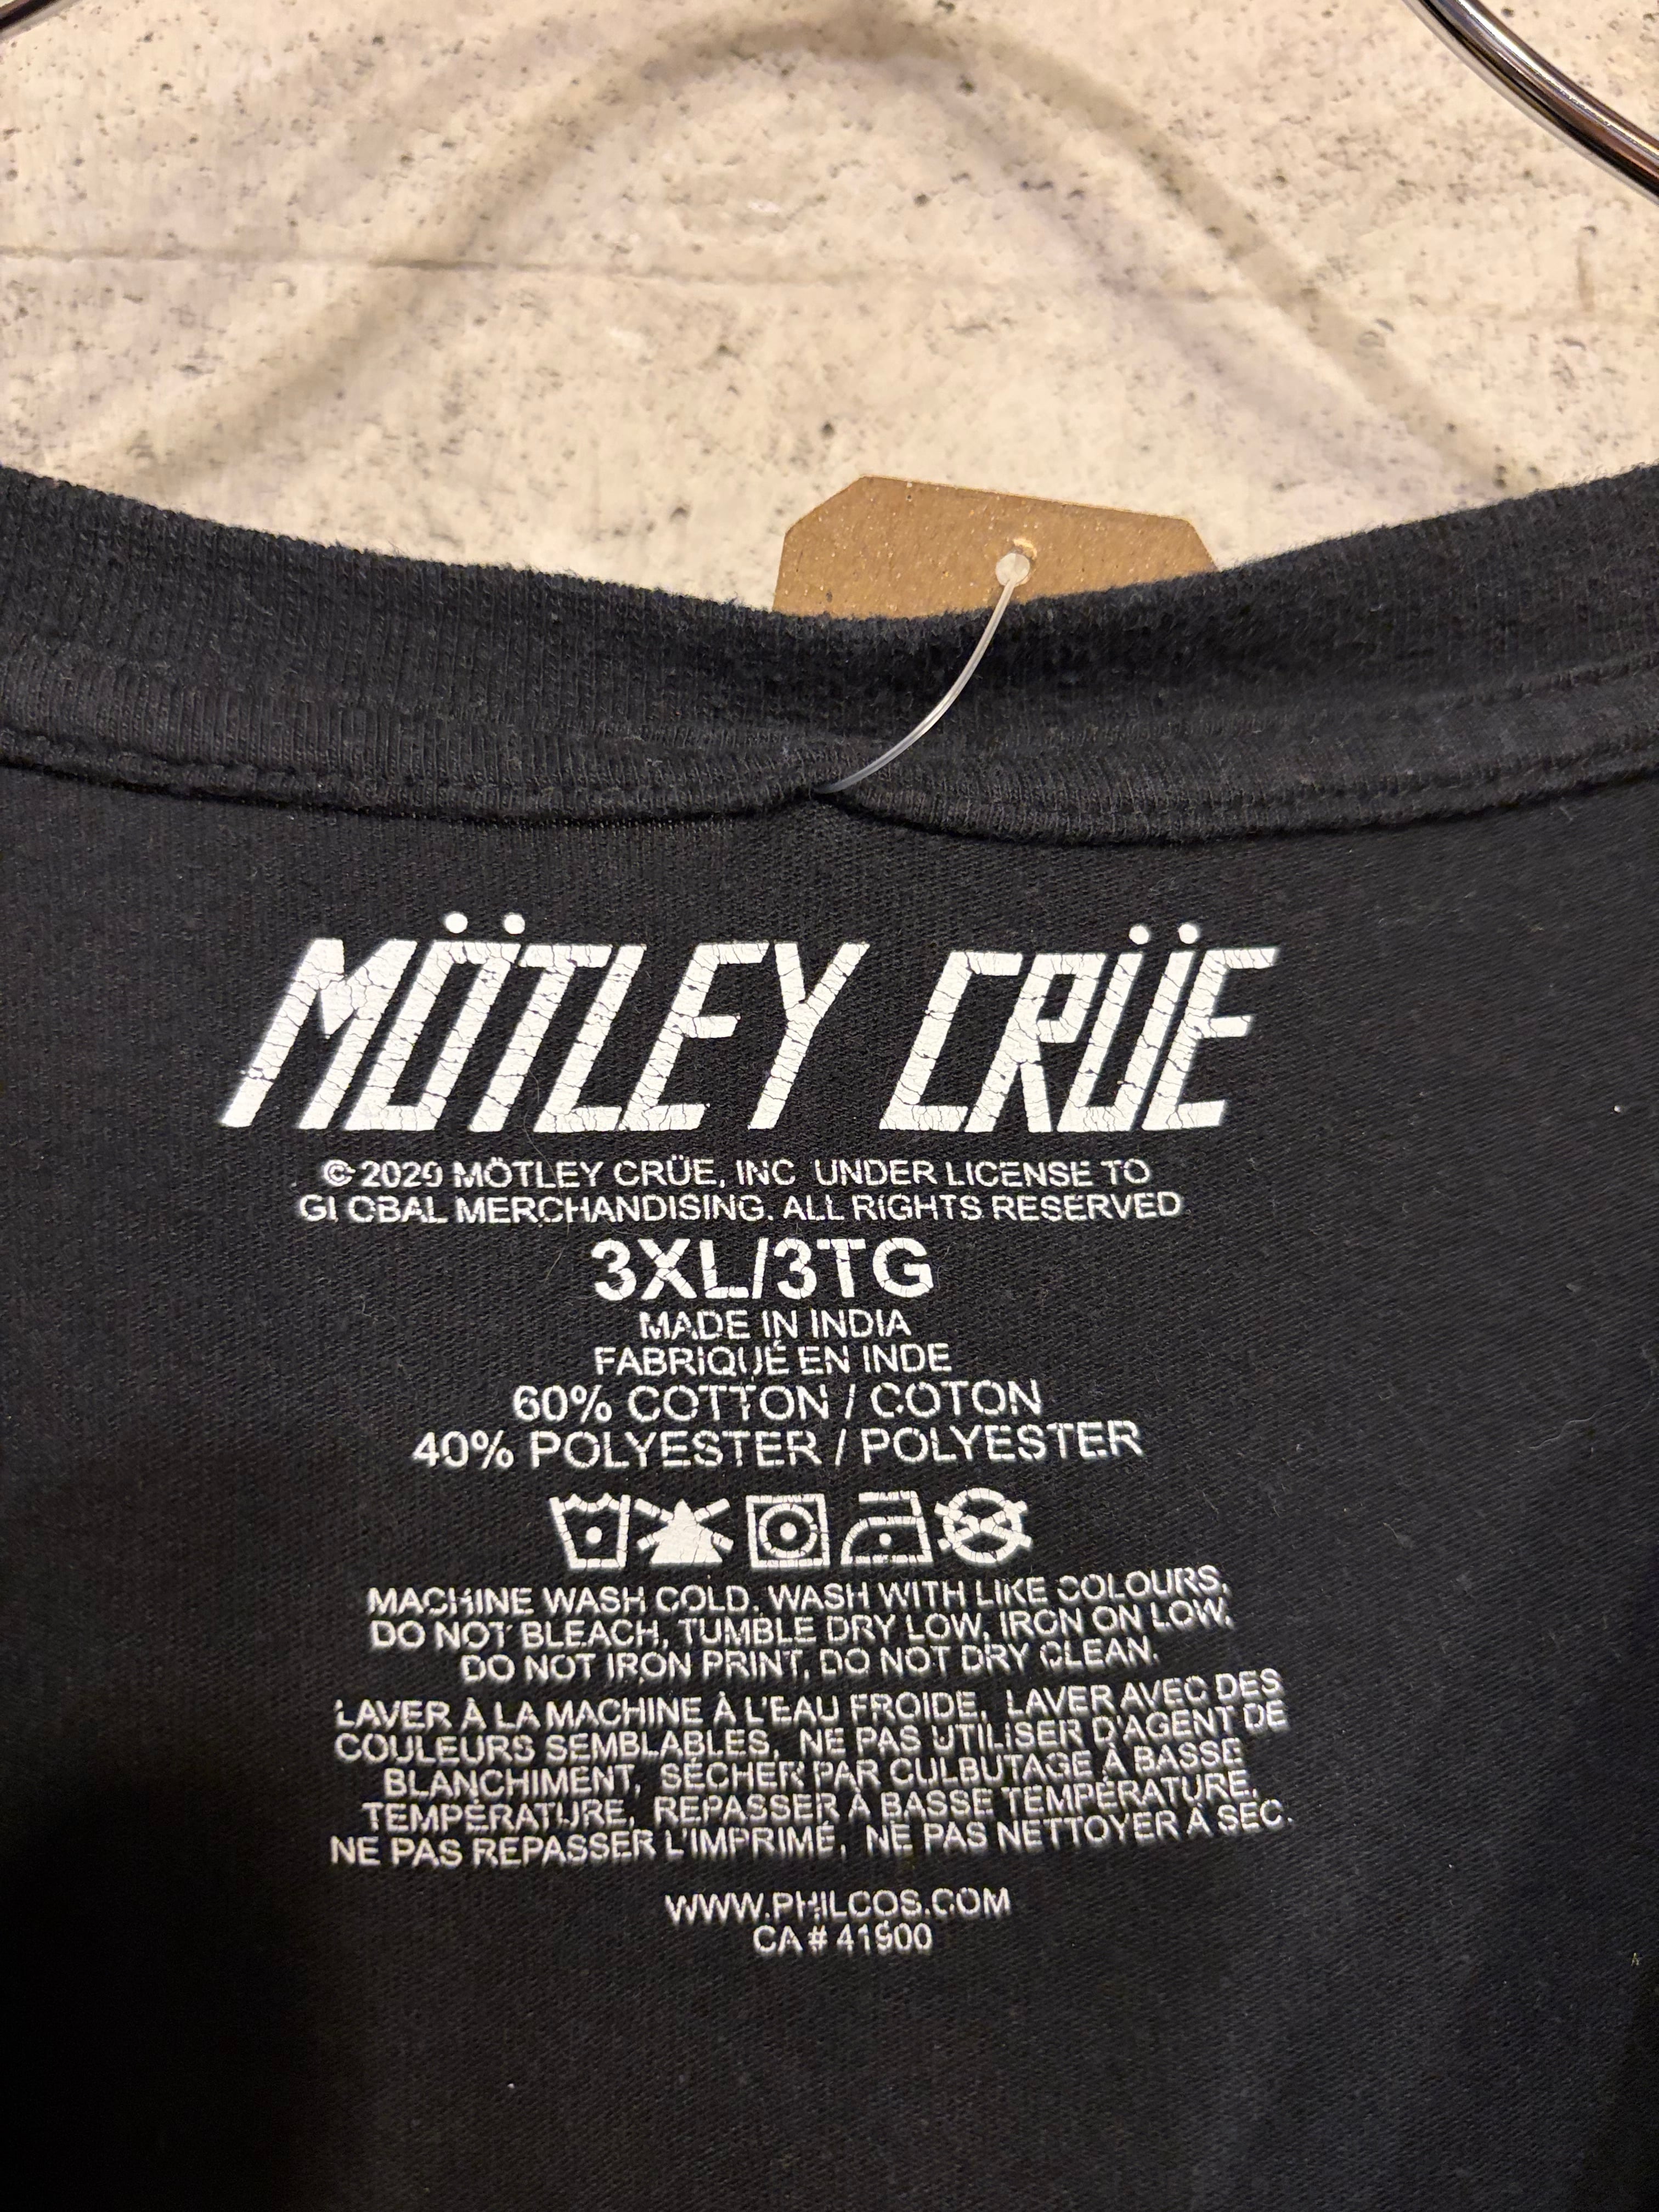 MÖTLEY CRÜE
© 2020 MÖTLEY CRÜE, INC UNDER LICENSE TO
GLOBAL MERCHANDISING. ALL RIGHTS RESERVED
3XL/3TG
MADE IN INDIA
FABRIQUÉ EN INDE
60% COTTON / COTON
40% POLYESTER / POLYESTER
MACHINE WASH COLD, WASH WITH LIKE COLOURS,
DO NOT BLEACH, TUMBLE DRY LOW, IRON ON LOW,
DO NOT IRON PRINT, DO NOT DRY CLEAN.
LAVER À LA MACHINE À L'EAU FROIDE, LAVER AVEC DES
COULEURS SEMBLABLES, NE PAS UTILISER D'AGENT DE
BLANCHIMENT, SÉCHER PAR CULBUTAGE À BASSE
TEMPÉRATURE, REPASSER À BASSE TEMPÉRATURE,
NE PAS REPASSER L'IMPRIMÉ, NE PAS NETTOYER À SEC.
WWW.PHILCOS.COM
CA # 41900